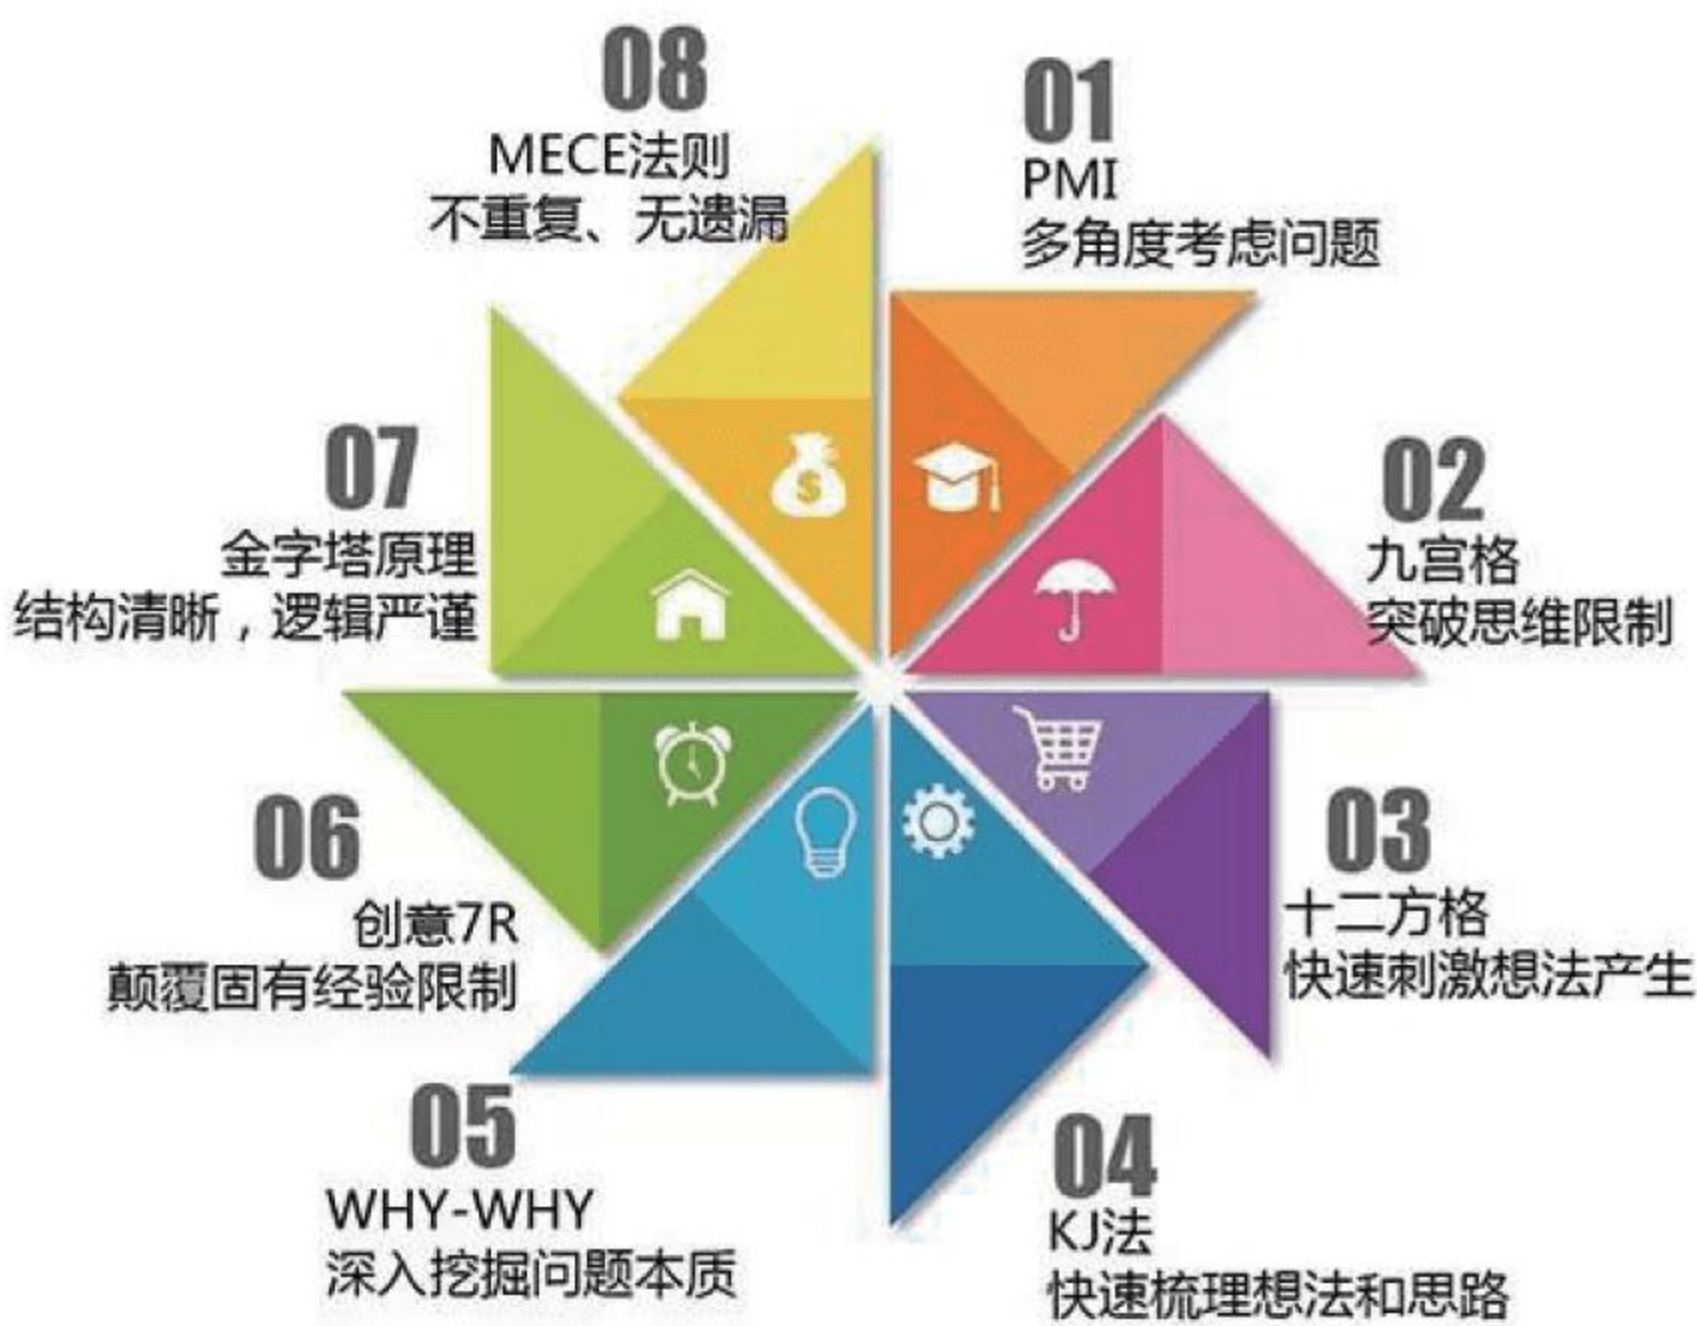 01
PMI
多角度考虑问题
02
九宫格
突破思维限制
03
十二方格
快速刺激想法产生
04
KJ法
快速梳理想法和思路
05
WHY-WHY
深入挖掘问题本质
06
创意7R
颠覆固有经验限制
07
金字塔原理
结构清晰，逻辑严谨
08
MECE法则
不重复、无遗漏
$